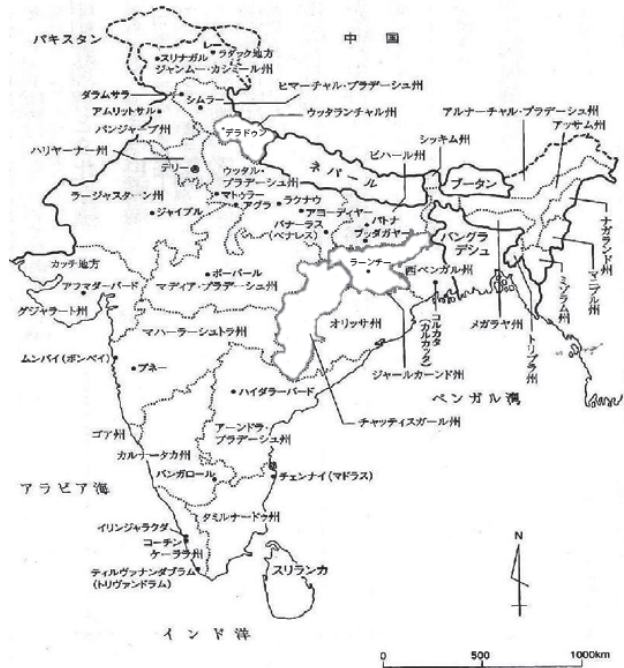 パキスタン
中国
レー
ラダック地方
スリナガル
ジャンムー・カシミール州
ダラムサラ
シムラー
アムリットサル
パンジャーブ州
ヒマーチャル・プラデーシュ州
ウッタランチャル州
デラドゥン
アルナーチャル・プラデーシュ州
アッサム州
シッキム州
ビハール州
ハリヤーナー州
デリー
ネパール
ブータン
ウッタル・
プラデーシュ州
マトゥラー
アグラ
ラクナウ
アヨーディヤー
ラージャスターン州
ジャイプル
バナーラス
(ベナレス)
パトナ
ブッダガヤー
バングラ
デシュ
ナガランド州
マニプル州
ミゾラム州
トリプラ州
メガラヤ州
カッチ地方
アフマダーバード
グジャラート州
ボーパール
マディア・プラデーシュ州
ラーンチー
西ベンガル州
コルカタ
(カルカッタ)
マハーラーシュトラ州
オリッサ州
ムンバイ(ボンベイ)
プネー
ジャールカーンド州
ハイダラーバード
チャッティスガール州
ベンガル湾
ゴア州
アーンドラ・
プラデーシュ州
カルナータカ州
バンガロール
チェンナイ(マドラス)
アラビア海
タミルナードゥ州
イリンジャラクダ
コーチン
ケーララ州
ティルヴァナンダプラム
(トリヴァンドラム)
スリランカ
インド洋
N
0 500 1000km